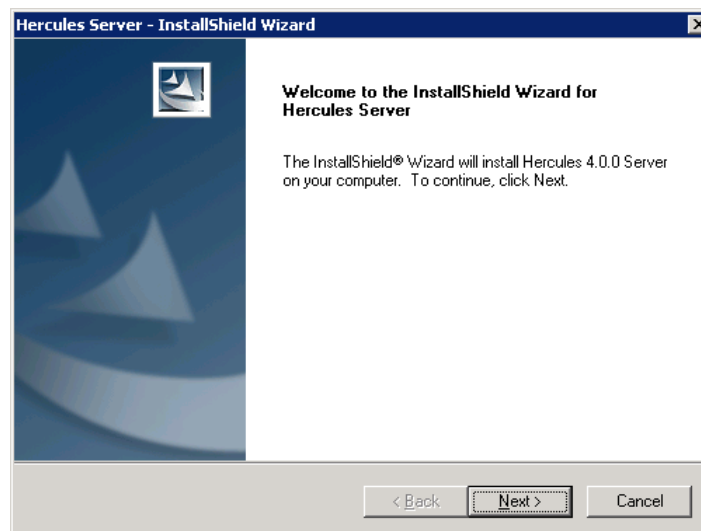 Hercules Server - InstallShield Wizard
Welcome to the InstallShield Wizard for
Hercules Server
The InstallShield® Wizard will install Hercules 4.0.0 Server
on your computer. To continue, click Next.
< Back
Next >
Cancel